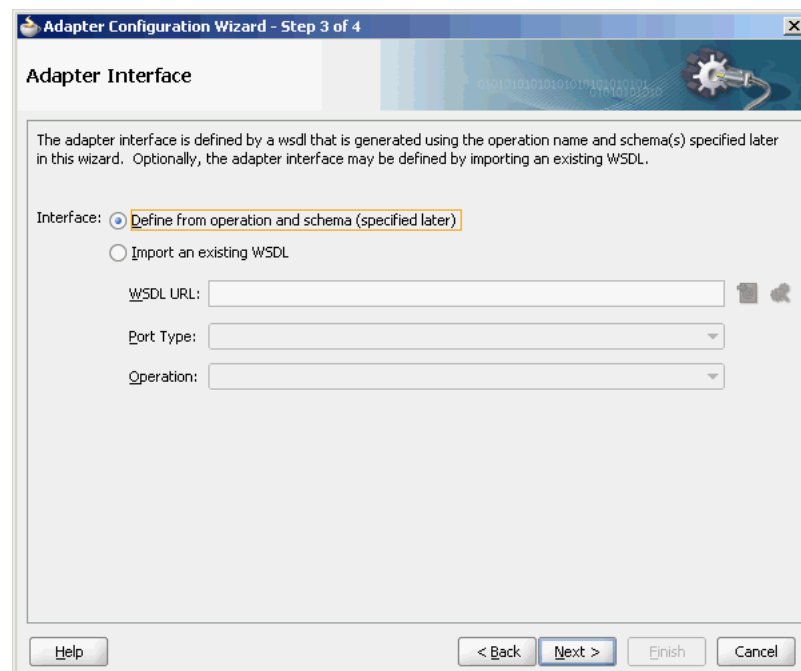 Adapter Configuration Wizard - Step 3 of 4
Adapter Interface
The adapter interface is defined by a wsdl that is generated using the operation name and schema(s) specified later
in this wizard.  Optionally, the adapter interface may be defined by importing an existing WSDL.
Interface: Define from operation and schema (specified later)
Import an existing WSDL
WSDL URL:
Port Type:
Operation:
Help < Back Next > Finish Cancel